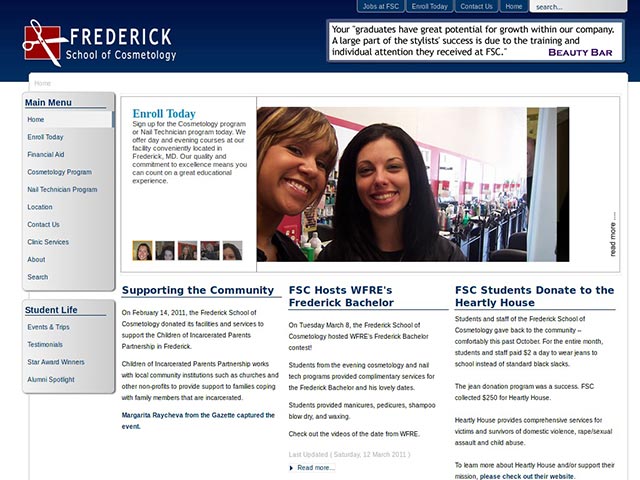 Jobs at FSC
Enroll Today
Contact Us
Home
search...
FREDERICK
School of Cosmetology
Your "graduates have great potential for growth within our company.
A large part of the stylists' success is due to the training and
individual attention they received at FSC."
BEAUTY BAR
Home
Main Menu
Home
Enroll Today
Financial Aid
Cosmetology Program
Nail Technician Program
Location
Contact Us
Clinic Services
About
Search
Student Life
Events & Trips
Testimonials
Star Award Winners
Alumni Spotlight
Enroll Today
Sign up for the Cosmetology program
or Nail Technician program today. We
offer day and evening courses at our
facility conveniently located in
Frederick, MD. Our quality and
commitment to excellence means you
can count on a great educational
experience.
read more ....
Supporting the Community
On February 14, 2011, the Frederick School of
Cosmetology donated its facilities and services to
support the Children of Incarcerated Parents
Partnership in Frederick.
Children of Incarcerated Parents Partnership works
with local community institutions such as churches and
other non-profits to provide support to families coping
with family members that are incarcerated.
Margarita Raycheva from the Gazette captured the
event.
FSC Hosts WFRE's
Frederick Bachelor
On Tuesday March 8, the Frederick School of
Cosmetology hosted WFRE's Frederick Bachelor
contest!
Students from the evening cosmetology and nail
tech programs provided complimentary services for
the Frederick Bachelor and his lovely dates.
Students provided manicures, pedicures, shampoo
blow dry, and waxing.
Check out the videos of the date from WFRE.
Last Updated ( Saturday, 12 March 2011 )
Read more...
FSC Students Donate to the
Heartly House
Students and staff of the Frederick School of
Cosmetology gave back to the community –
comfortably this past October. For the entire month,
students and staff paid $2 a day to wear jeans to
school instead of standard black slacks.
The jean donation program was a success. FSC
collected $250 for Heartly House.
Heartly House provides comprehensive services for
victims and survivors of domestic violence, rape/sexual
assault and child abuse.
To learn more about Heartly House and/or support their
mission, please check out their website.